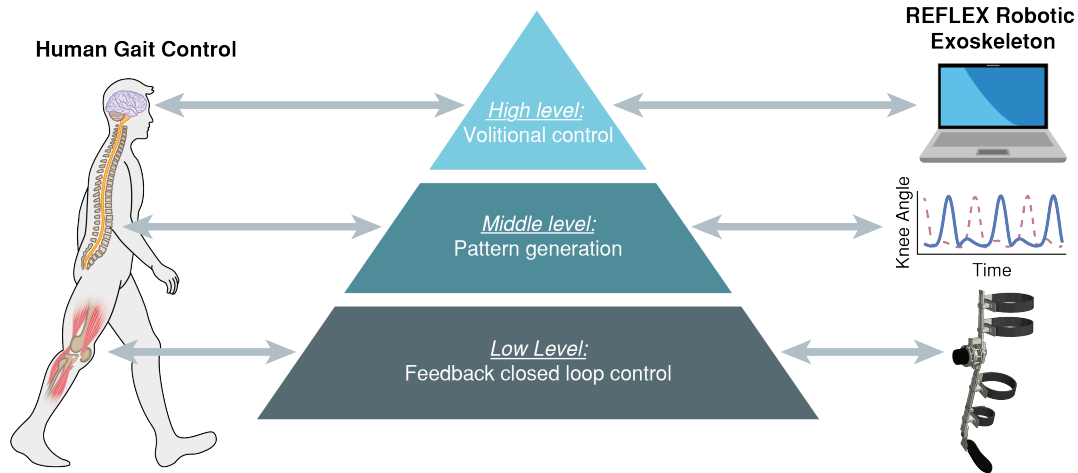 Human Gait Control
REFLEX Robotic
Exoskeleton
High level:
Volitional control
Middle level:
Pattern generation
Knee Angle
Time
Low Level:
Feedback closed loop control